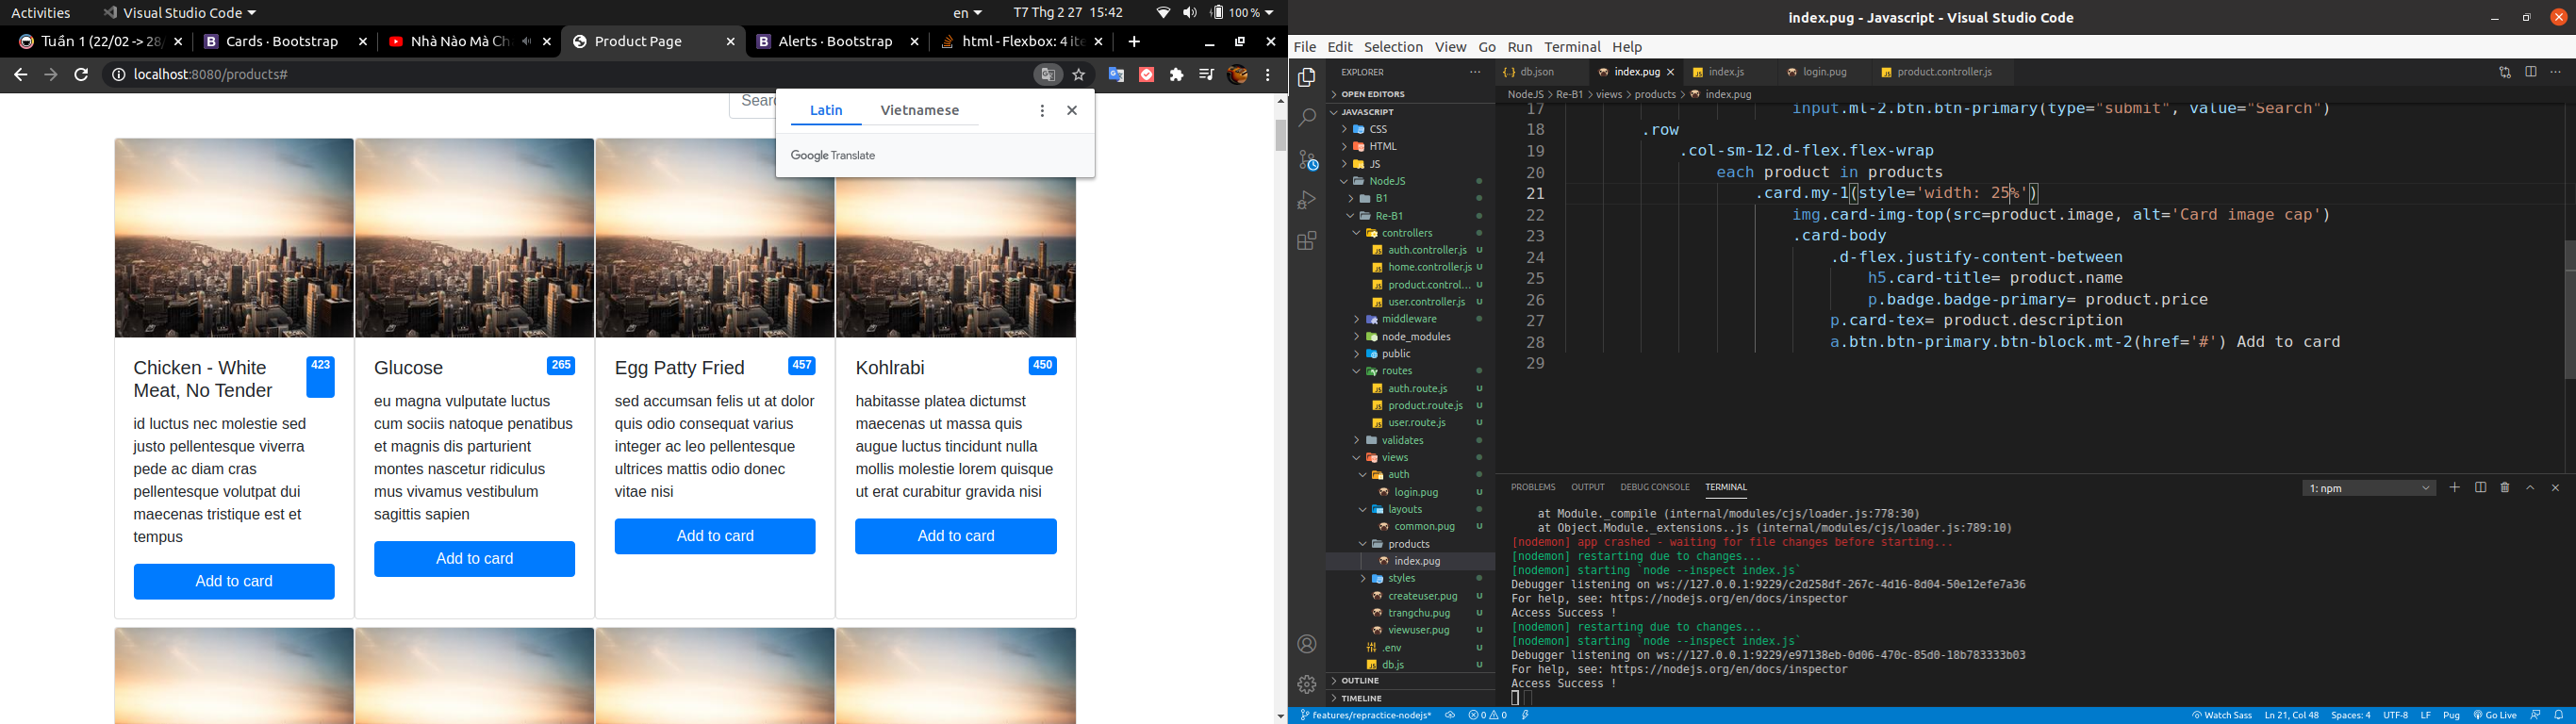 Activities
Visual Studio Code
en
T7 Thg 2 27 15:42
100 %
Tuần 1 (22/02 -> 28/
Cards · Bootstrap
Nhà Nào Mà Ch
Product Page
Alerts · Bootstrap
html - Flexbox: 4 ite
localhost:8080/products#
Latin
Vietnamese
Google Translate
Chicken - White Meat, No Tender
423
id luctus nec molestie sed
justo pellentesque viverra
pede ac diam cras
pellentesque volutpat dui
maecenas tristique est et
tempus
Add to card
Glucose
265
eu magna vulputate luctus
cum sociis natoque penatibus
et magnis dis parturient
montes nascetur ridiculus
mus vivamus vestibulum
sagittis sapien
Add to card
Egg Patty Fried
457
sed accumsan felis ut at dolor
quis odio consequat varius
integer ac leo pellentesque
ultrices mattis odio donec
vitae nisi
Add to card
Kohlrabi
450
habitasse platea dictumst
maecenas ut massa quis
augue luctus tincidunt nulla
mollis molestie lorem quisque
ut erat curabitur gravida nisi
Add to card
index.pug - Javascript - Visual Studio Code
File Edit Selection View Go Run Terminal Help
EXPLORER
OPEN EDITORS
JAVASCRIPT
CSS
HTML
JS
NodeJS
B1
Re-B1
controllers
auth.controller.js U
home.controller.js U
product.control... U
user.controller.js U
middleware
node_modules
public
routes
auth.route.js U
product.route.js U
user.route.js U
validates
views
auth
login.pug U
layouts
common.pug U
products
index.pug
styles
createuser.pug U
trangchu.pug U
viewuser.pug U
.env
db.js
OUTLINE
TIMELINE
db.json
index.pug
index.js
login.pug
product.controller.js
NodeJS > Re-B1 > views > products > index.pug
17 input.ml-2.btn.btn-primary(type="submit", value="Search")
18 .row
19 .col-sm-12.d-flex.flex-wrap
20 each product in products
21 .card.my-1(style='width: 25%')
22 img.card-img-top(src=product.image, alt='Card image cap')
23 .card-body
24 .d-flex.justify-content-between
25 h5.card-title= product.name
26 p.badge.badge-primary= product.price
27 p.card-tex= product.description
28 a.btn.btn-primary.btn-block.mt-2(href='#') Add to card
29
PROBLEMS OUTPUT DEBUG CONSOLE TERMINAL
1: npm
at Module._compile (internal/modules/cjs/loader.js:778:30)
at Object.Module._extensions..js (internal/modules/cjs/loader.js:789:10)
[nodemon] app crashed - waiting for file changes before starting...
[nodemon] restarting due to changes...
[nodemon] starting `node --inspect index.js`
Debugger listening on ws://127.0.0.1:9229/c2d258df-267c-4d16-8d04-50e12efe7a36
For help, see: https://nodejs.org/en/docs/inspector
Access Success !
[nodemon] restarting due to changes...
[nodemon] starting `node --inspect index.js`
Debugger listening on ws://127.0.0.1:9229/e97138eb-0d06-470c-85d0-18b783333b03
For help, see: https://nodejs.org/en/docs/inspector
Access Success !
features/repractice-nodejs*
0 0
Watch Sass
Ln 21, Col 48
Spaces: 4
UTF-8
LF
Pug
Go Live